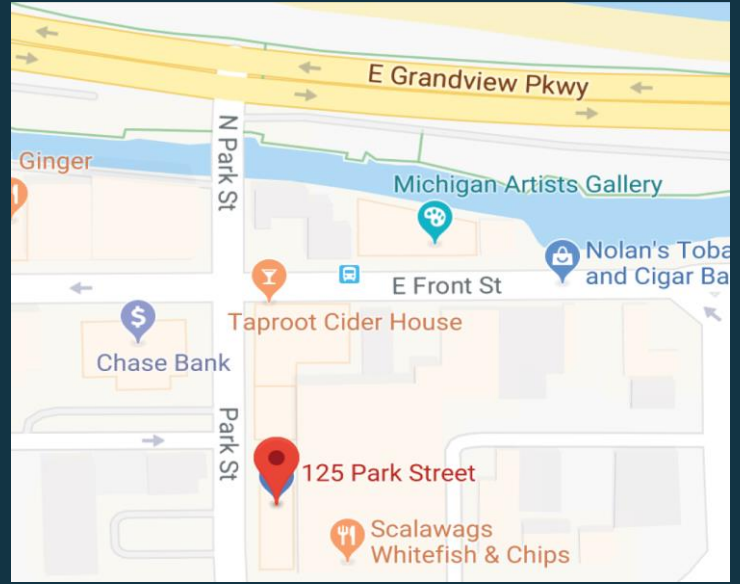 E Grandview Pkwy
N Park St
Ginger
Michigan Artists Gallery
Nolan's Toba
and Cigar Ba
E Front St
Taproot Cider House
$
Chase Bank
Park St
125 Park Street
Scalawags
Whitefish & Chips